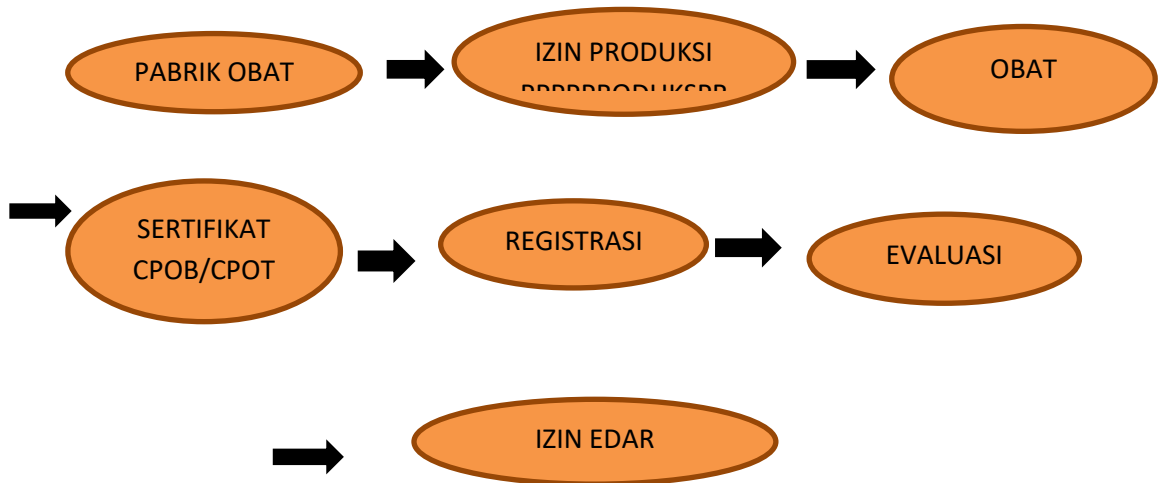 PABRIK OBAT
IZIN PRODUKSI
OBAT
SERTIFIKAT
CPOB/CPOT
REGISTRASI
EVALUASI
IZIN EDAR